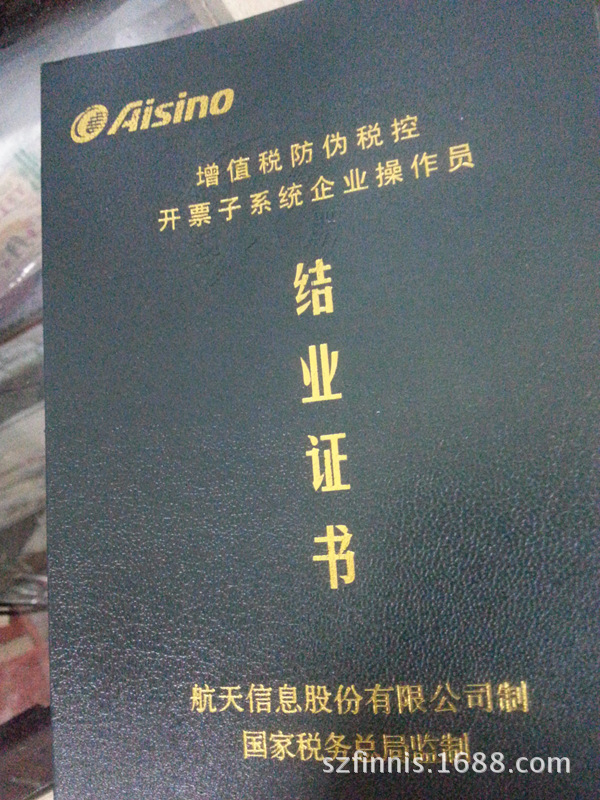 Aisino
增值税防伪税控
开票子系统企业操作员
结
业
证
书
航天信息股份有限公司制
国家税务总局监制
szfinnis.1688.com